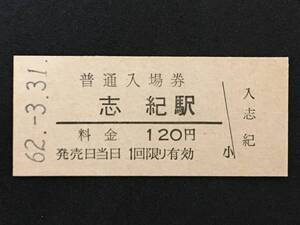 62.-3.31.
普通入場券
志紀駅
料金 120円
発売日当日1回限り有効
小
入志紀